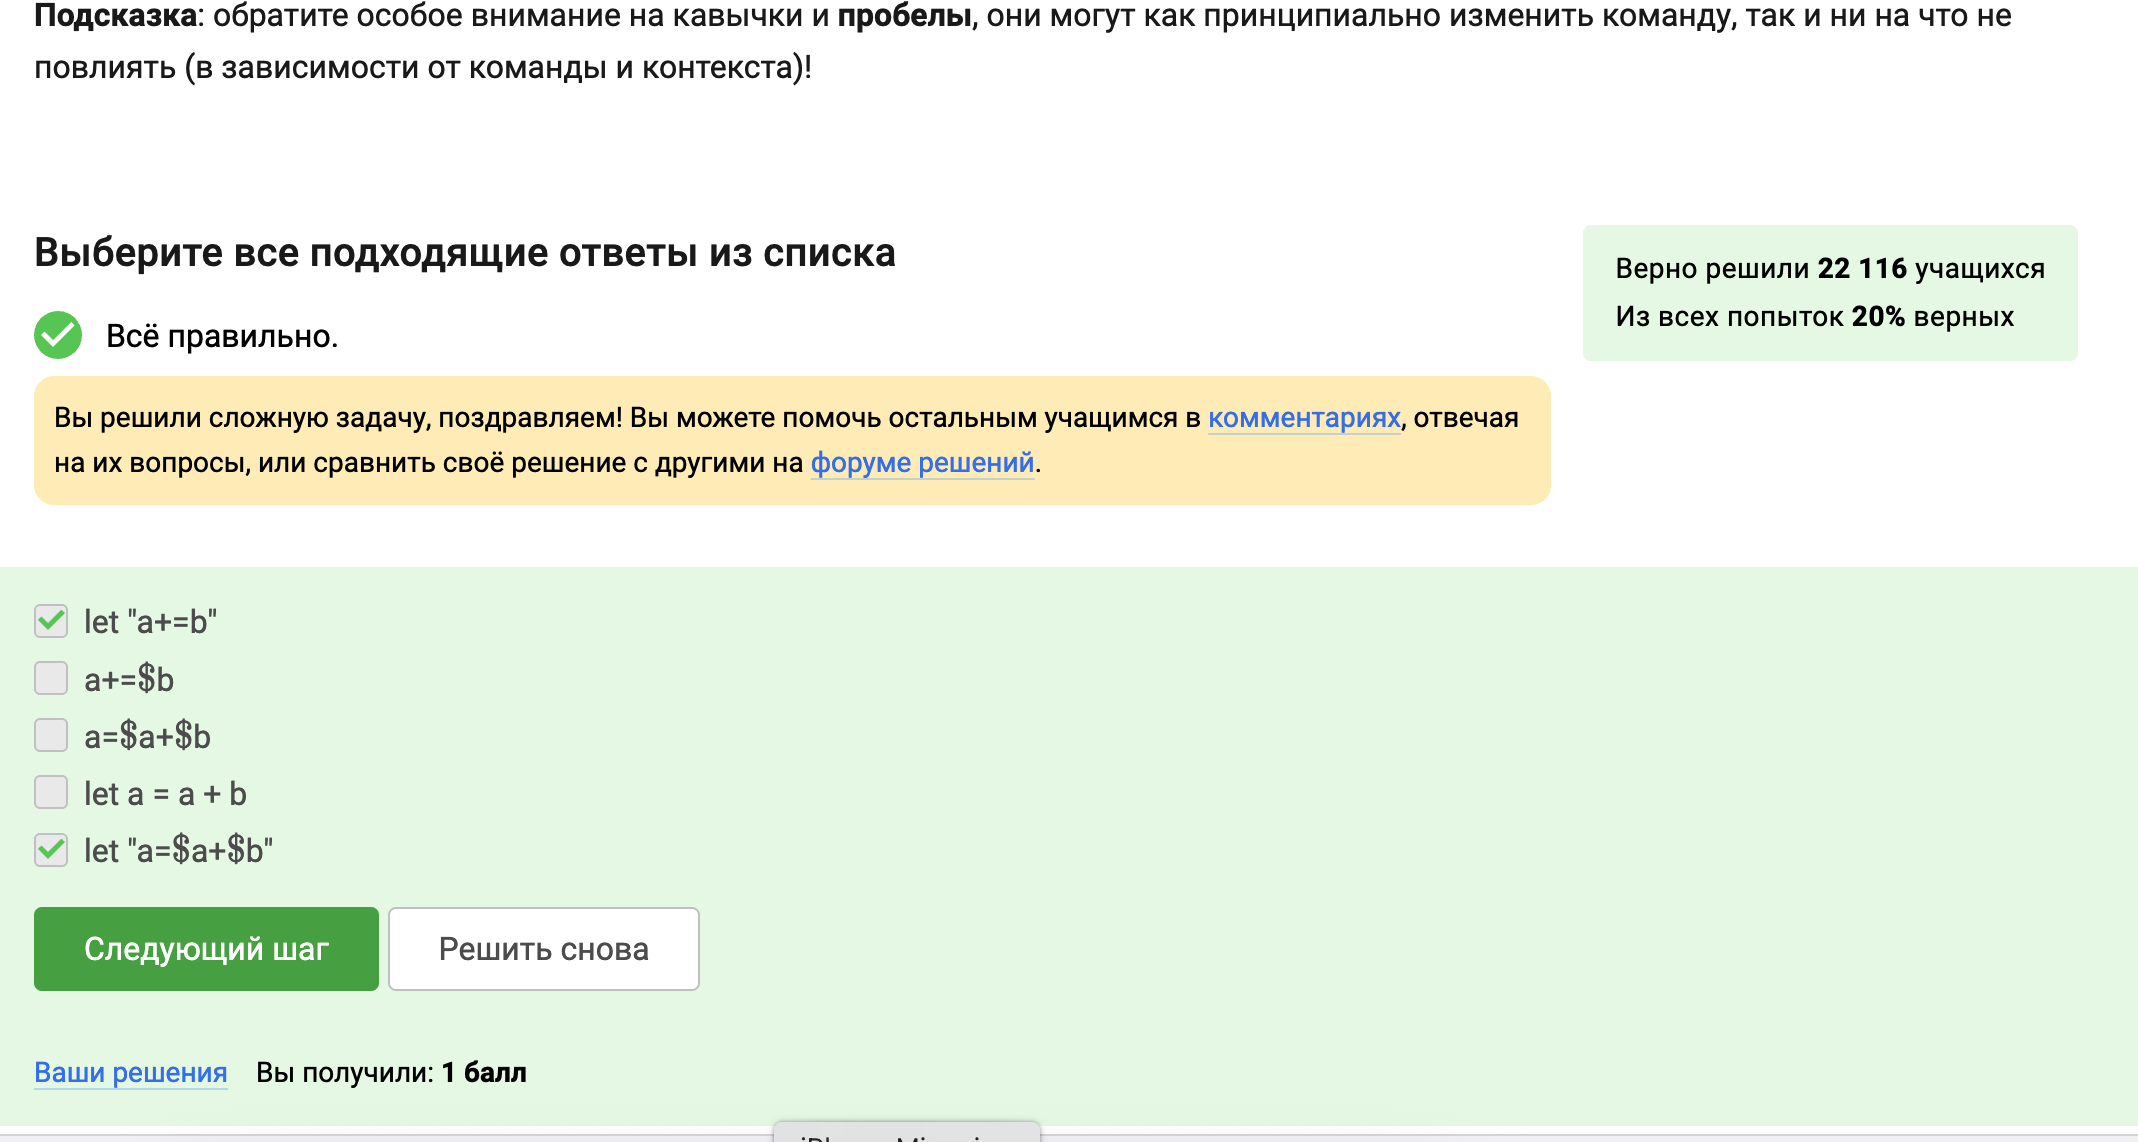 Подсказка: обратите особое внимание на кавычки и пробелы, они могут как принципиально изменить команду, так и ни на что не
повлиять (в зависимости от команды и контекста)!
Выберите все подходящие ответы из списка
Верно решили 22 116 учащихся
Из всех попыток 20% верных
Всё правильно.
Вы решили сложную задачу, поздравляем! Вы можете помочь остальным учащимся в комментариях, отвечая
на их вопросы, или сравнить своё решение с другими на форуме решений.
let "a+=b"
a+=$b
a=$a+$b
let a = a + b
let "a=$a+$b"
Следующий шаг
Решить снова
Ваши решения Вы получили: 1 балл